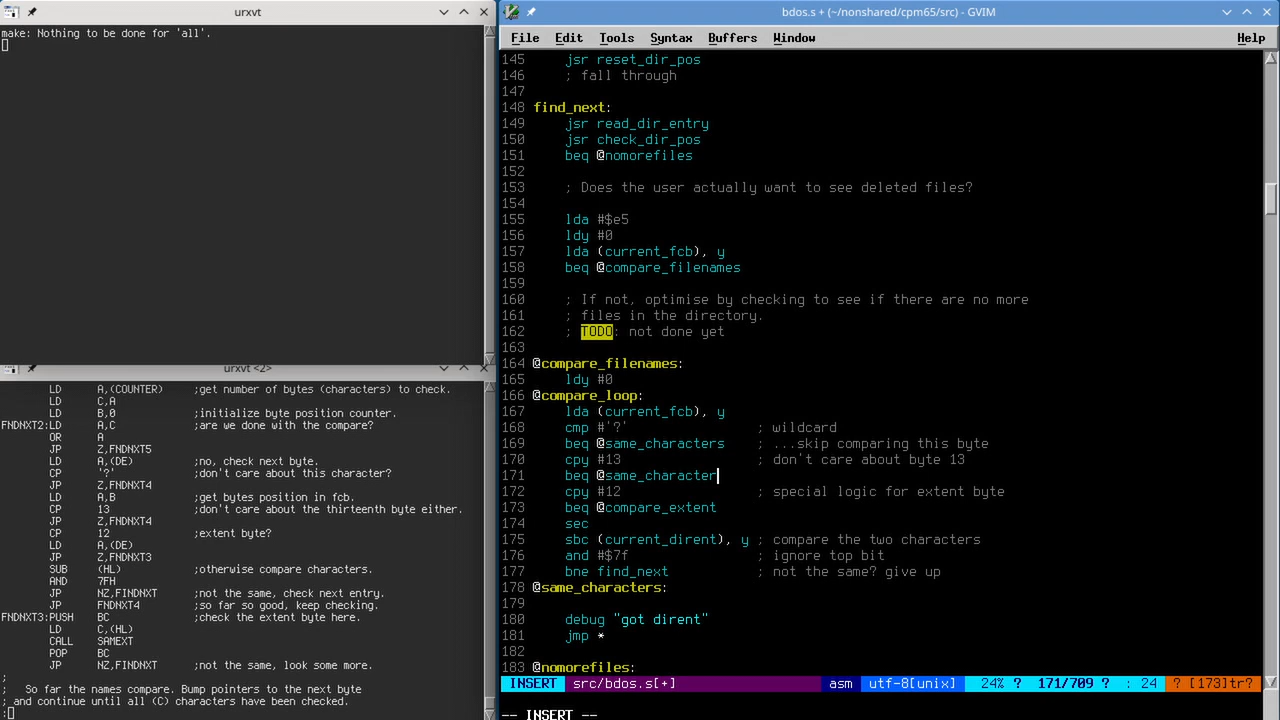 urxvt
make: Nothing to be done for 'all'.
urxvt <2>
LD A,(COUNTER) ;get number of bytes (characters) to check.
LD C,A
LD B,0 ;initialize byte position counter.
FNDNXT2:LD A,C ;are we done with the compare?
OR A
JP Z,FNDNXT5
LD A,(DE) ;no, check next byte.
CP '?' ;don't care about this character?
JP Z,FNDNXT4
LD A,B ;get bytes position in fcb.
CP 13 ;don't care about the thirteenth byte either.
JP Z,FNDNXT4
CP 12 ;extent byte?
LD A,(DE)
JP Z,FNDNXT3
SUB (HL) ;otherwise compare characters.
AND 7FH
JP NZ,FINDNXT ;not the same, check next entry.
JP FNDNXT4 ;so far so good, keep checking.
FNDNXT3:PUSH BC ;check the extent byte here.
LD C,(HL)
CALL SAMEXT
POP BC
JP NZ,FINDNXT ;not the same, look some more.
;
; So far the names compare. Bump pointers to the next byte
; and continue until all (C) characters have been checked.
:
bdos.s + (~/nonshared/cpm65/src) - GVIM
File Edit Tools Syntax Buffers Window Help
145 jsr reset_dir_pos
146 ; fall through
147
148 find_next:
149 jsr read_dir_entry
150 jsr check_dir_pos
151 beq @nomorefiles
152
153 ; Does the user actually want to see deleted files?
154
155 lda #$e5
156 ldy #0
157 lda (current_fcb), y
158 beq @compare_filenames
159
160 ; If not, optimise by checking to see if there are no more
161 ; files in the directory.
162 ; TODO: not done yet
163
164 @compare_filenames:
165 ldy #0
166 @compare_loop:
167 lda (current_fcb), y
168 cmp #'?' ; wildcard
169 beq @same_characters ; ...skip comparing this byte
170 cpy #13 ; don't care about byte 13
171 beq @same_character
172 cpy #12 ; special logic for extent byte
173 beq @compare_extent
174 sec
175 sbc (current_dirent), y ; compare the two characters
176 and #$7f ; ignore top bit
177 bne find_next ; not the same? give up
178 @same_characters:
179
180 debug "got dirent"
181 jmp *
182
183 @nomorefiles:
INSERT src/bdos.s[+] asm utf-8[unix] 24% ? 171/709 ? : 24 ? [173]tr?
-- INSERT --